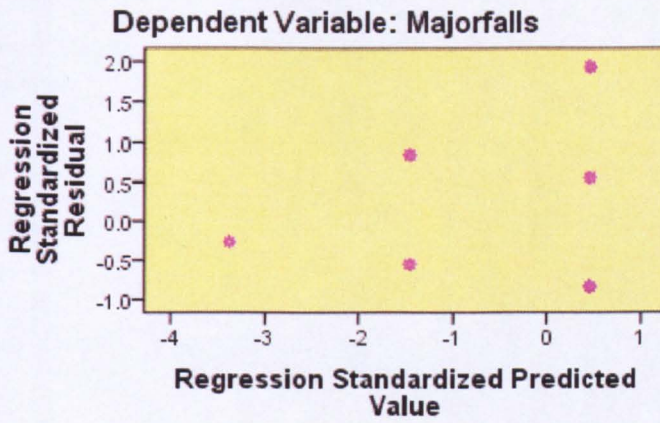 Dependent Variable: Majorfalls
Regression
Standardized
Residual
2.0
1.5
1.0
0.5
0.0
-0.5
-1.0
-4 -3 -2 -1 0 1
Regression Standardized Predicted
Value